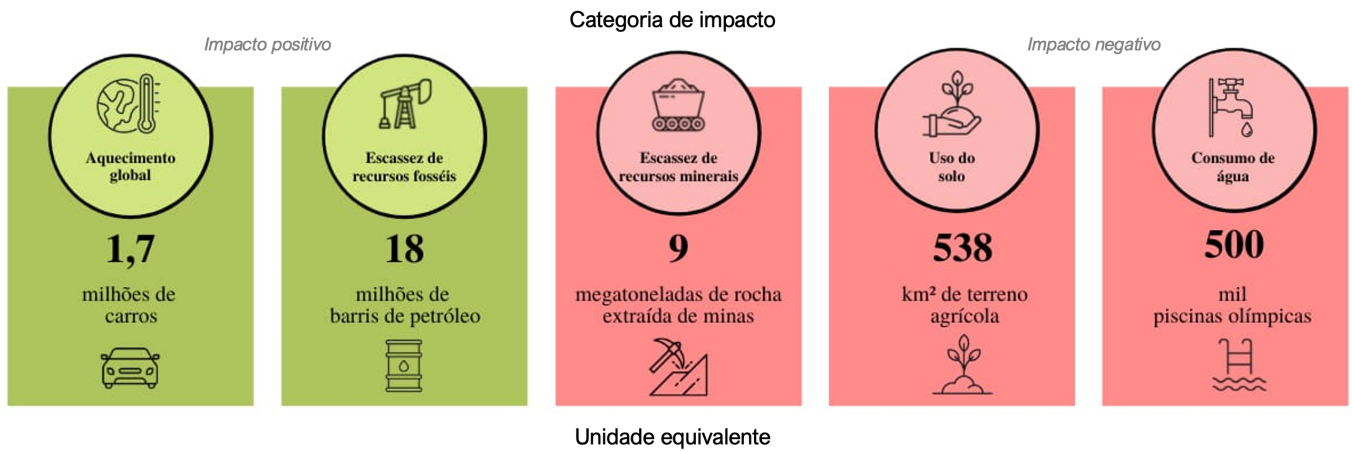 Categoria de impacto
Impacto positivo
Impacto negativo
Aquecimento
global
Escassez de
recursos fosséis
Escassez de
recursos minerais
Uso do
solo
Consumo de
água
1,7
milhões de
carros
18
milhões de
barris de petróleo
9
megatoneladas de rocha
extraída de minas
538
km² de terreno
agrícola
500
mil
piscinas olímpicas
Unidade equivalente